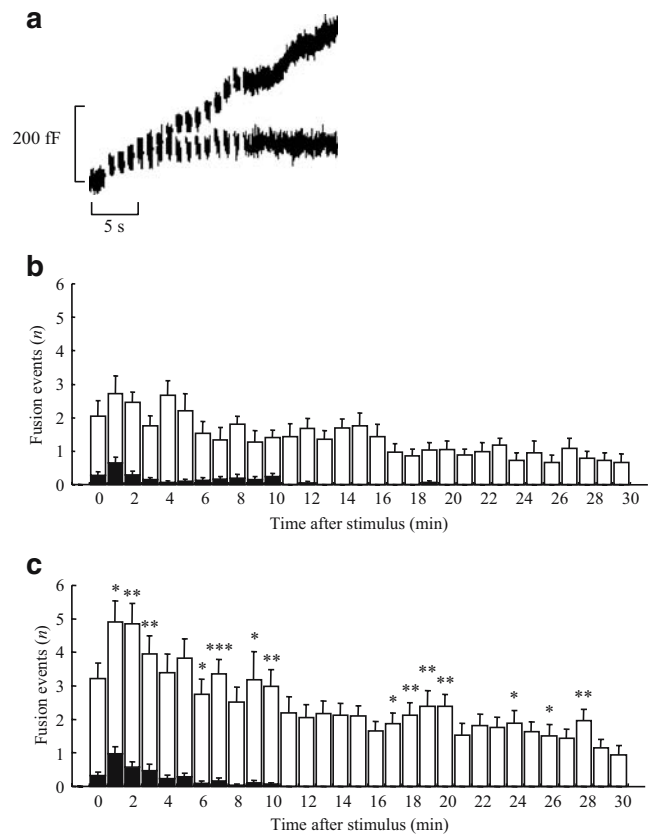 a
200 fF
5 s
b
6
5
4
3
2
1
0
Fusion events (n)
0 2 4 6 8 10 12 14 16 18 20 22 24 26 28 30
Time after stimulus (min)
c
6
5
4
3
2
1
0
Fusion events (n)
* ** ** * *** * ** * ** ** ** * * **
0 2 4 6 8 10 12 14 16 18 20 22 24 26 28 30
Time after stimulus (min)